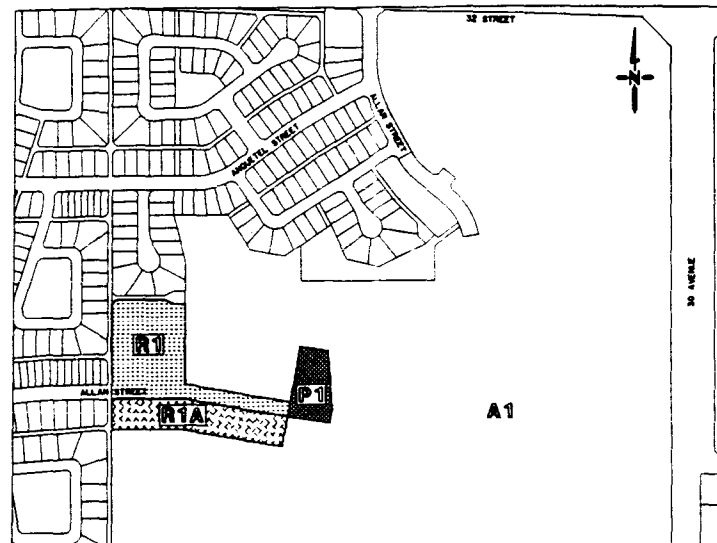 32 STREET
N
ALLAN STREET
ANQUETEL STREET
30 AVENUE
R1
ALLAN STREET
R1A
P1
A1